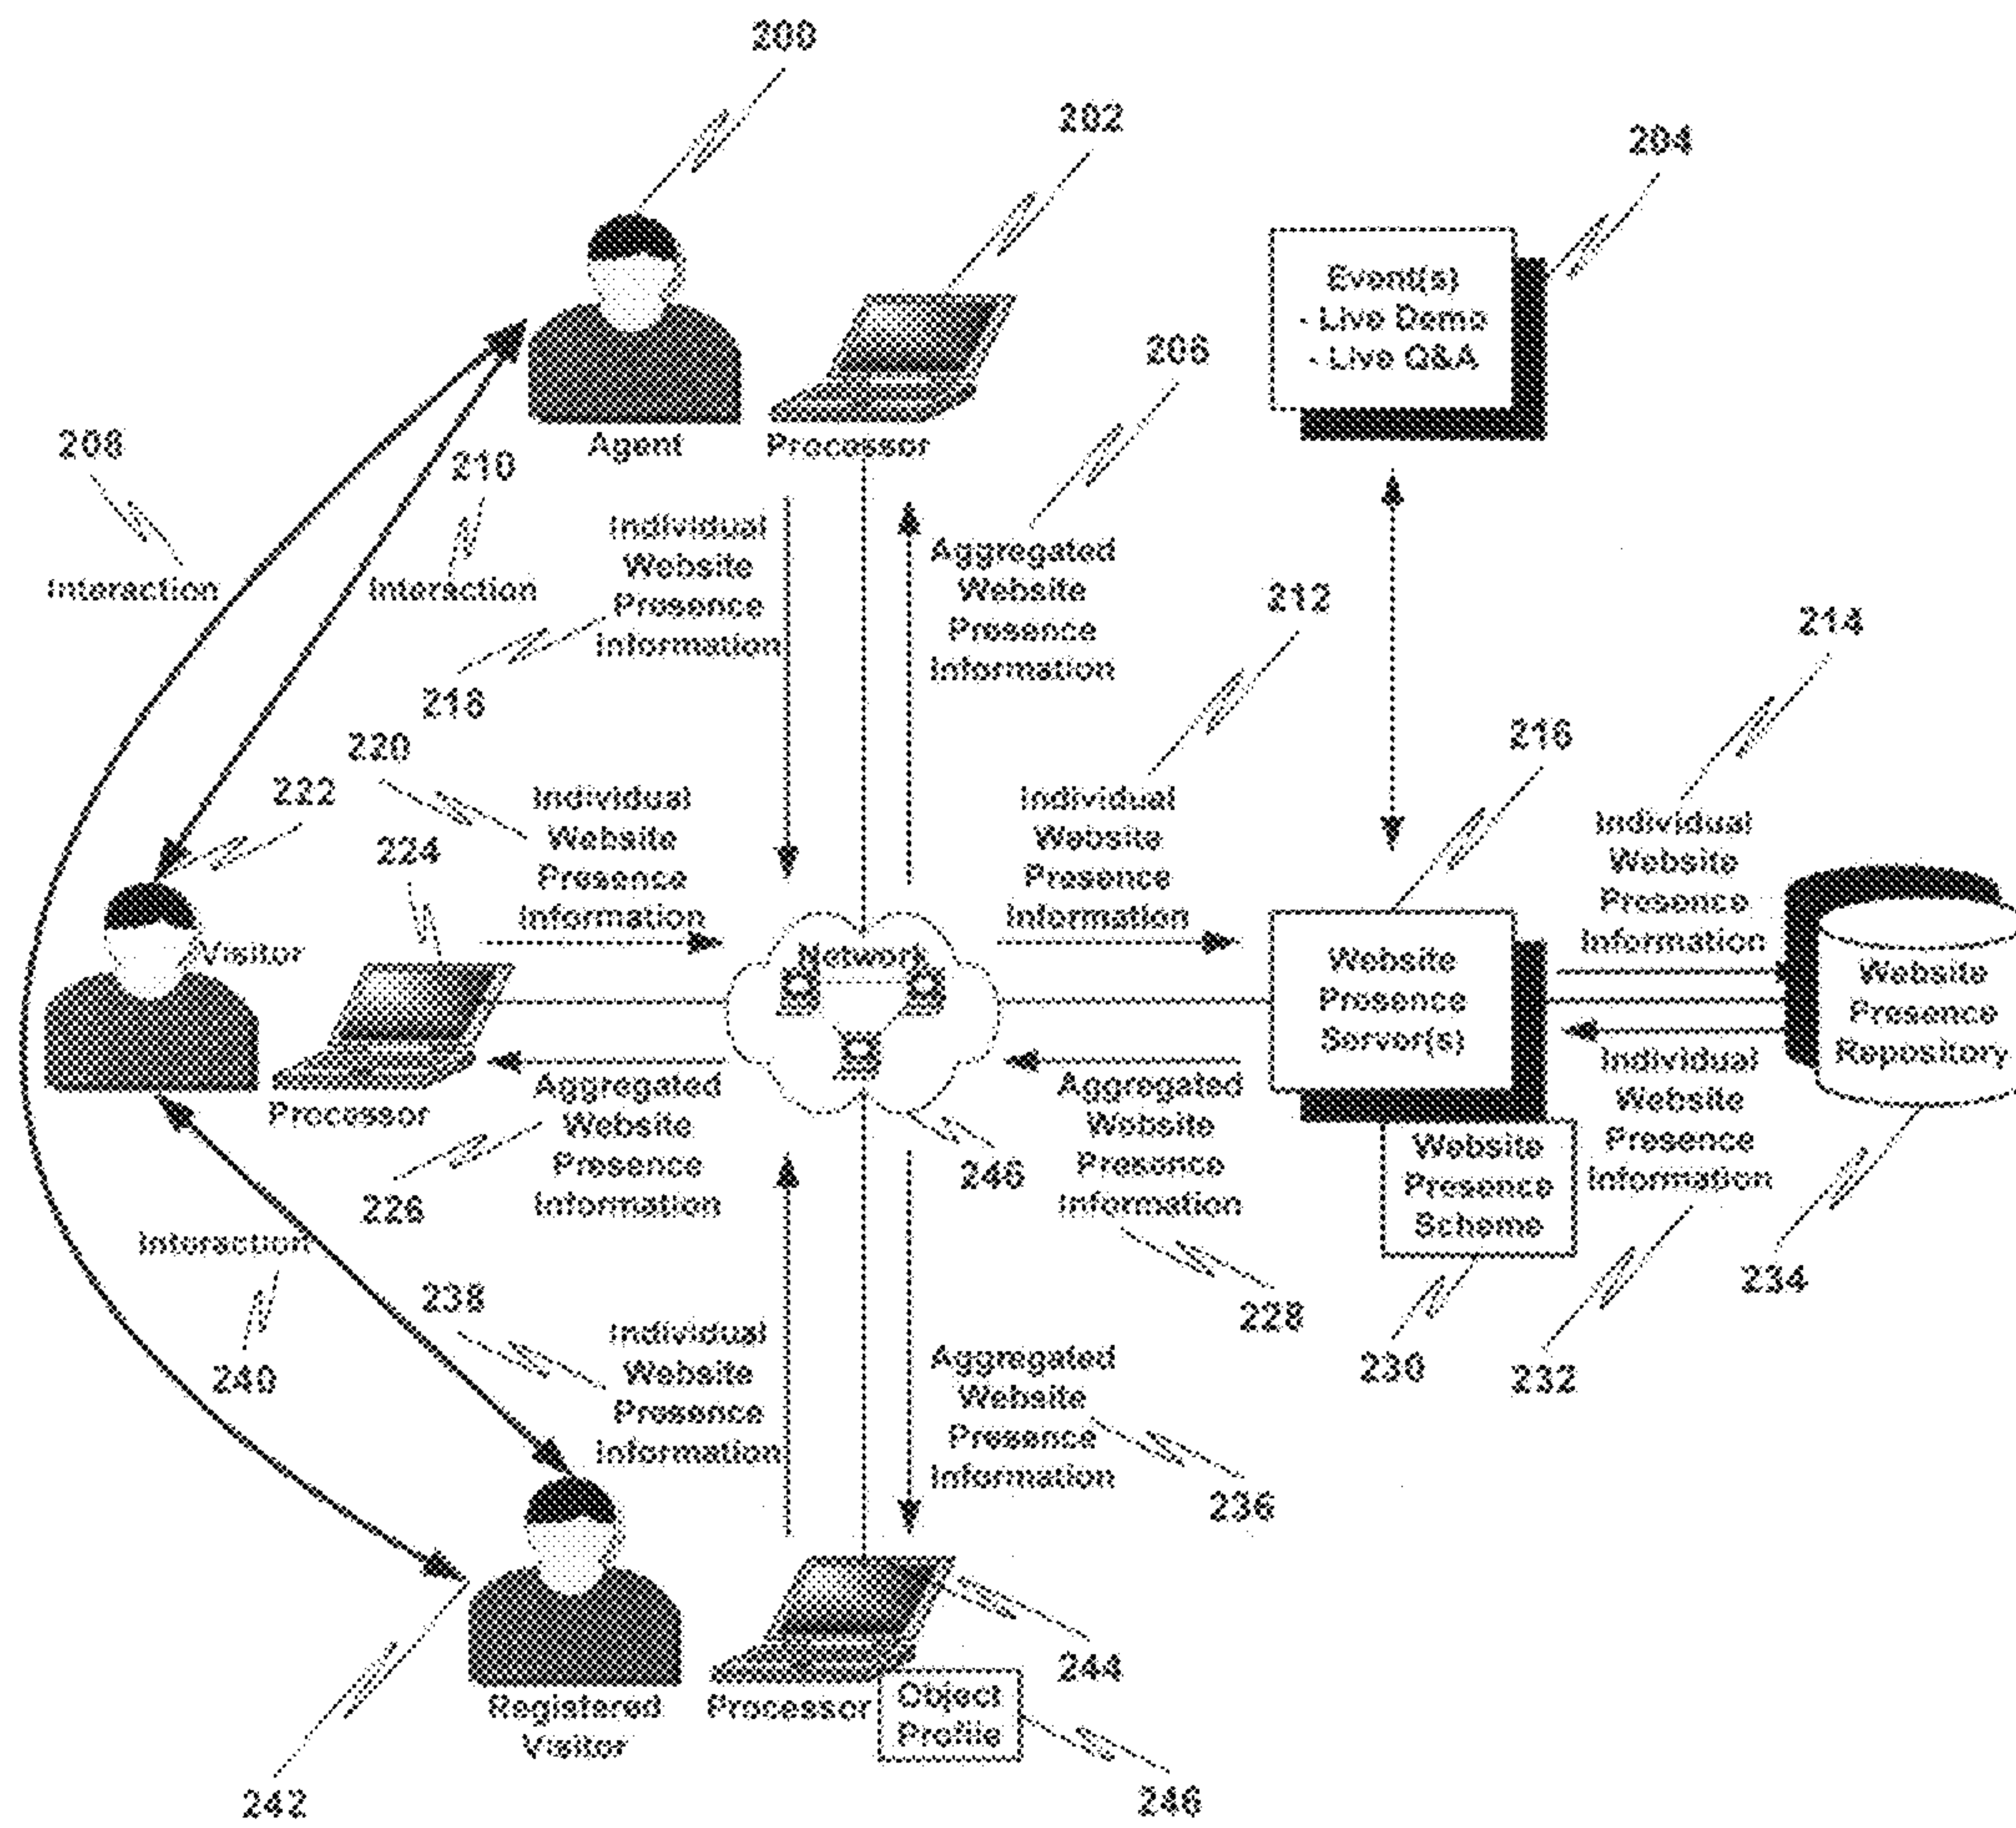 200
202
204
Event(s)
- Live Demo
- Live Q&A
206
Agent
Processor
208
210
Individual
Website
Presence
Information
Aggregated
Website
Presence
Information
Interaction
Interaction
212
214
218
220
216
222
224
Individual
Website
Presence
Information
Individual
Website
Presence
Information
Individual
Website
Presence
Information
Visitor
Network
Website
Presence
Server(s)
Website
Presence
Repository
Processor
Aggregated
Website
Presence
Information
Aggregated
Website
Presence
Information
Individual
Website
Presence
Information
Website
Presence
Scheme
226
246
228
230
232
234
Interaction
240
238
Individual
Website
Presence
Information
Aggregated
Website
Presence
Information
236
Registered
Visitor
Processor
Object
Profile
244
242
246